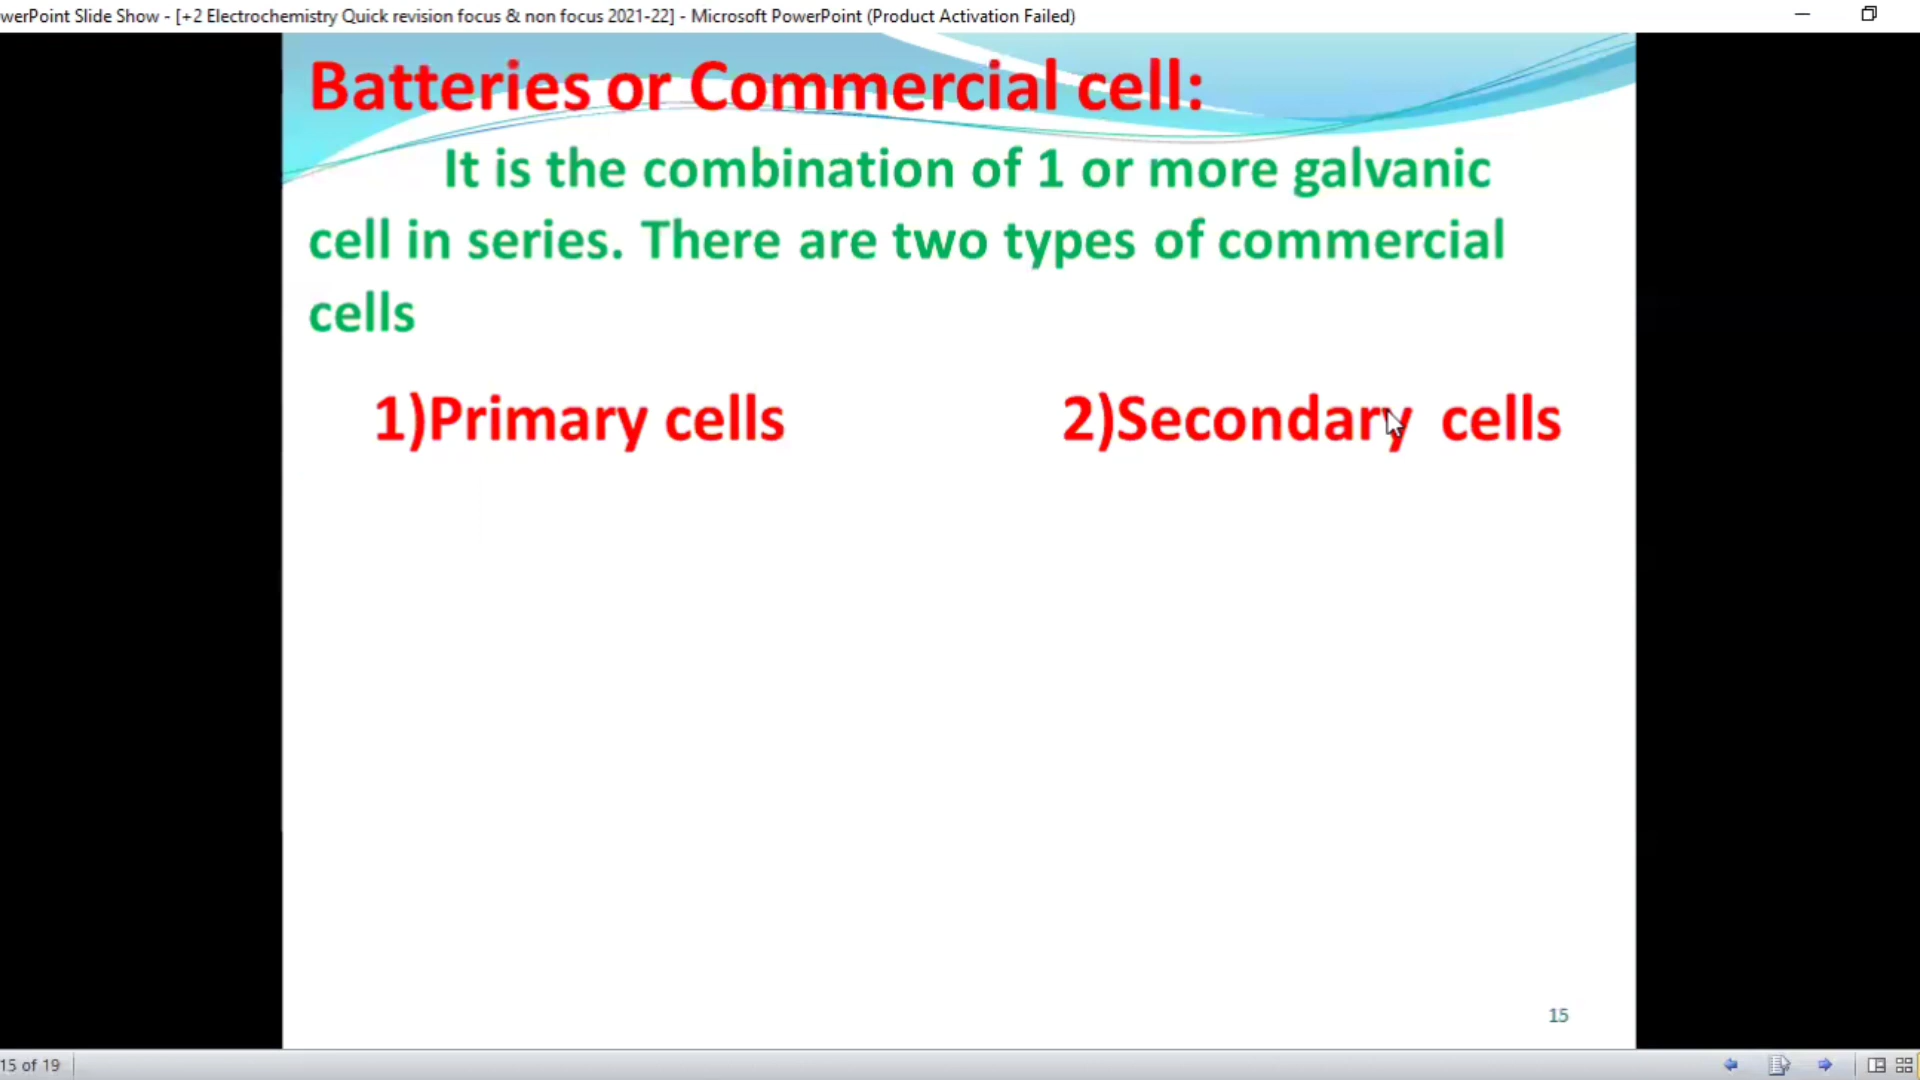 werPoint Slide Show - [+2 Electrochemistry Quick revision focus & non focus 2021-22] - Microsoft PowerPoint (Product Activation Failed)
Batteries or Commercial cell:
It is the combination of 1 or more galvanic
cell in series. There are two types of commercial
cells
1)Primary cells 2)Secondary cells
15
15 of 19